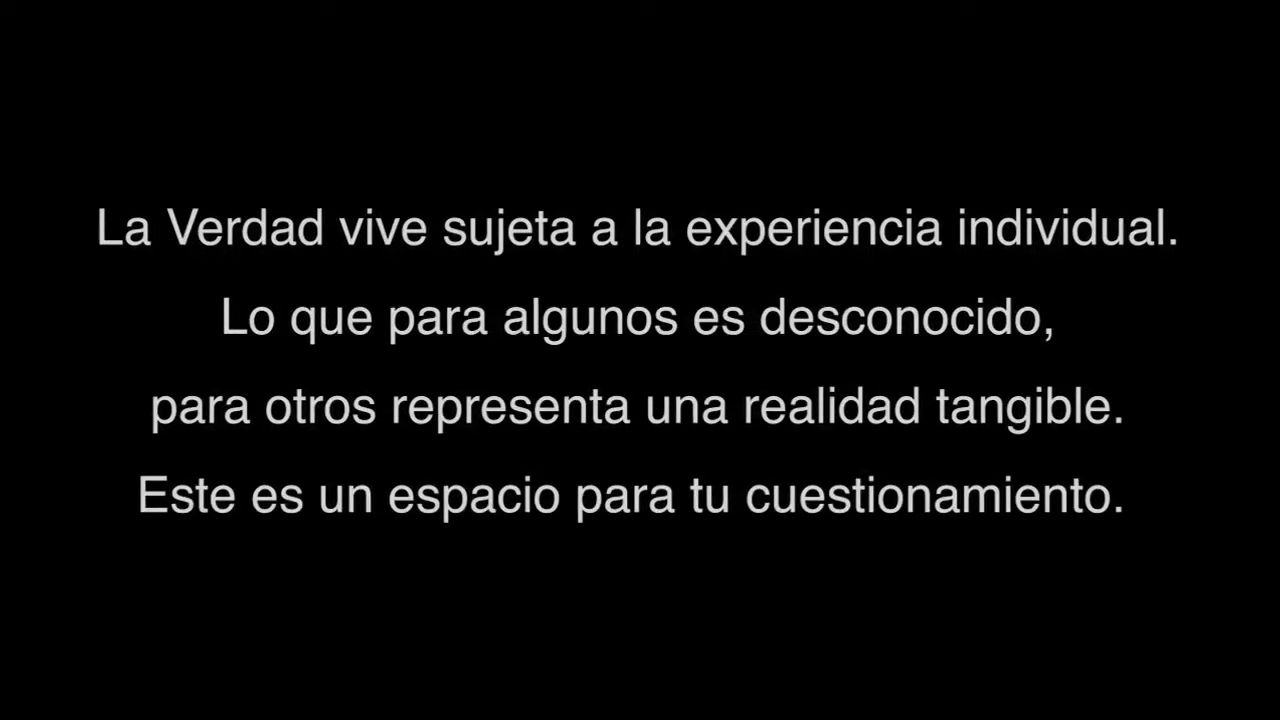 La Verdad vive sujeta a la experiencia individual.
Lo que para algunos es desconocido,
para otros representa una realidad tangible.
Este es un espacio para tu cuestionamiento.